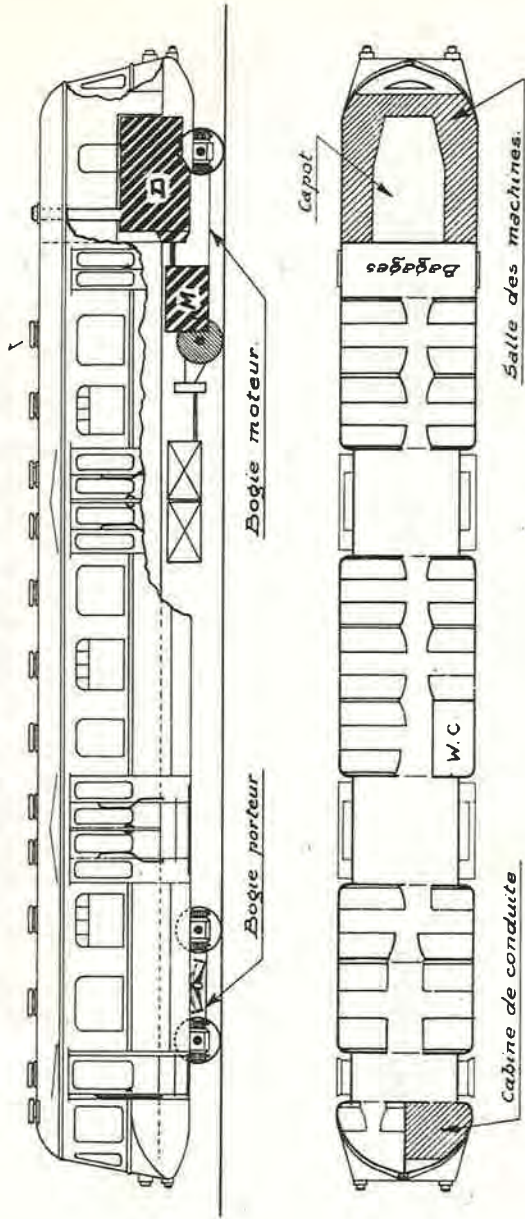 D
M
Bogie moteur.
Bogie porteur
Capot
Bagages
Salle des machines.
W.C
Cabine de conduite